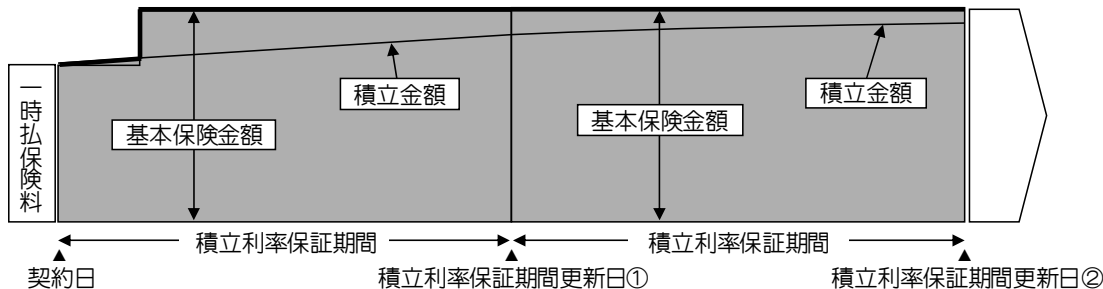 一時払保険料
積立金額
基本保険金額
積立金額
基本保険金額
積立利率保証期間
積立利率保証期間
契約日
積立利率保証期間更新日①
積立利率保証期間更新日②